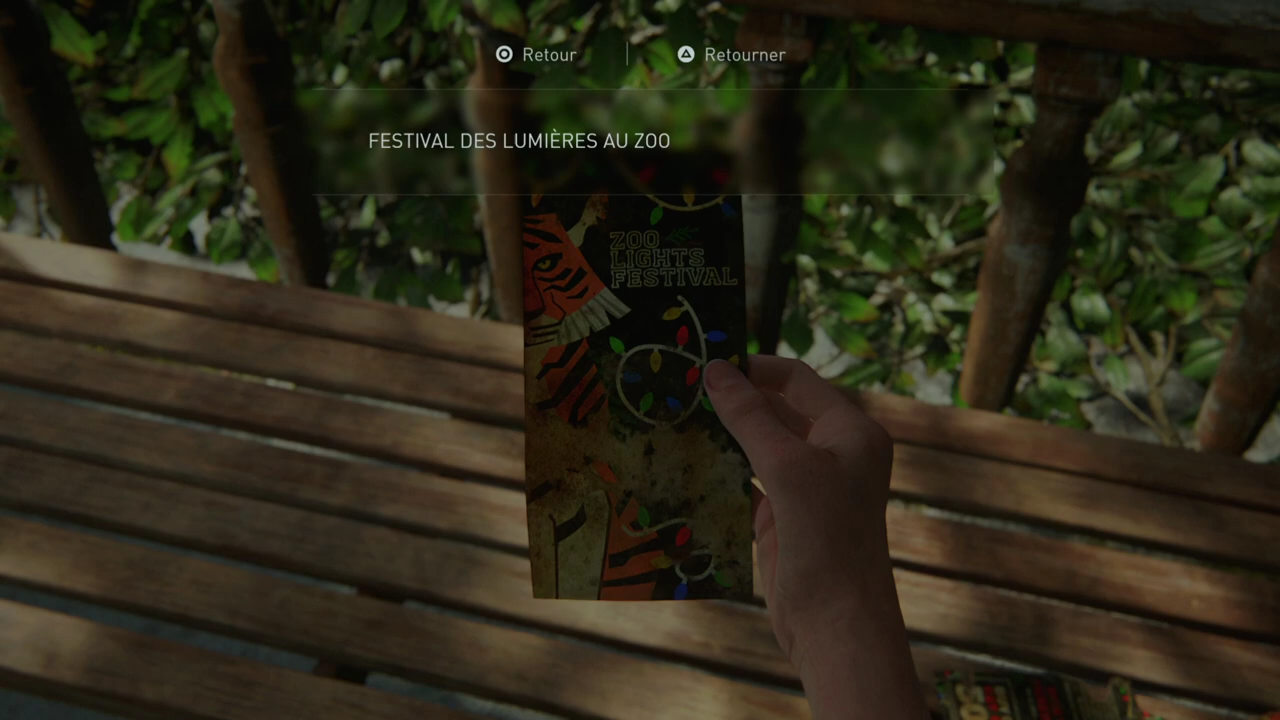 Retour
Retourner
FESTIVAL DES LUMIÈRES AU ZOO
ZOO
LIGHTS
FESTIVAL